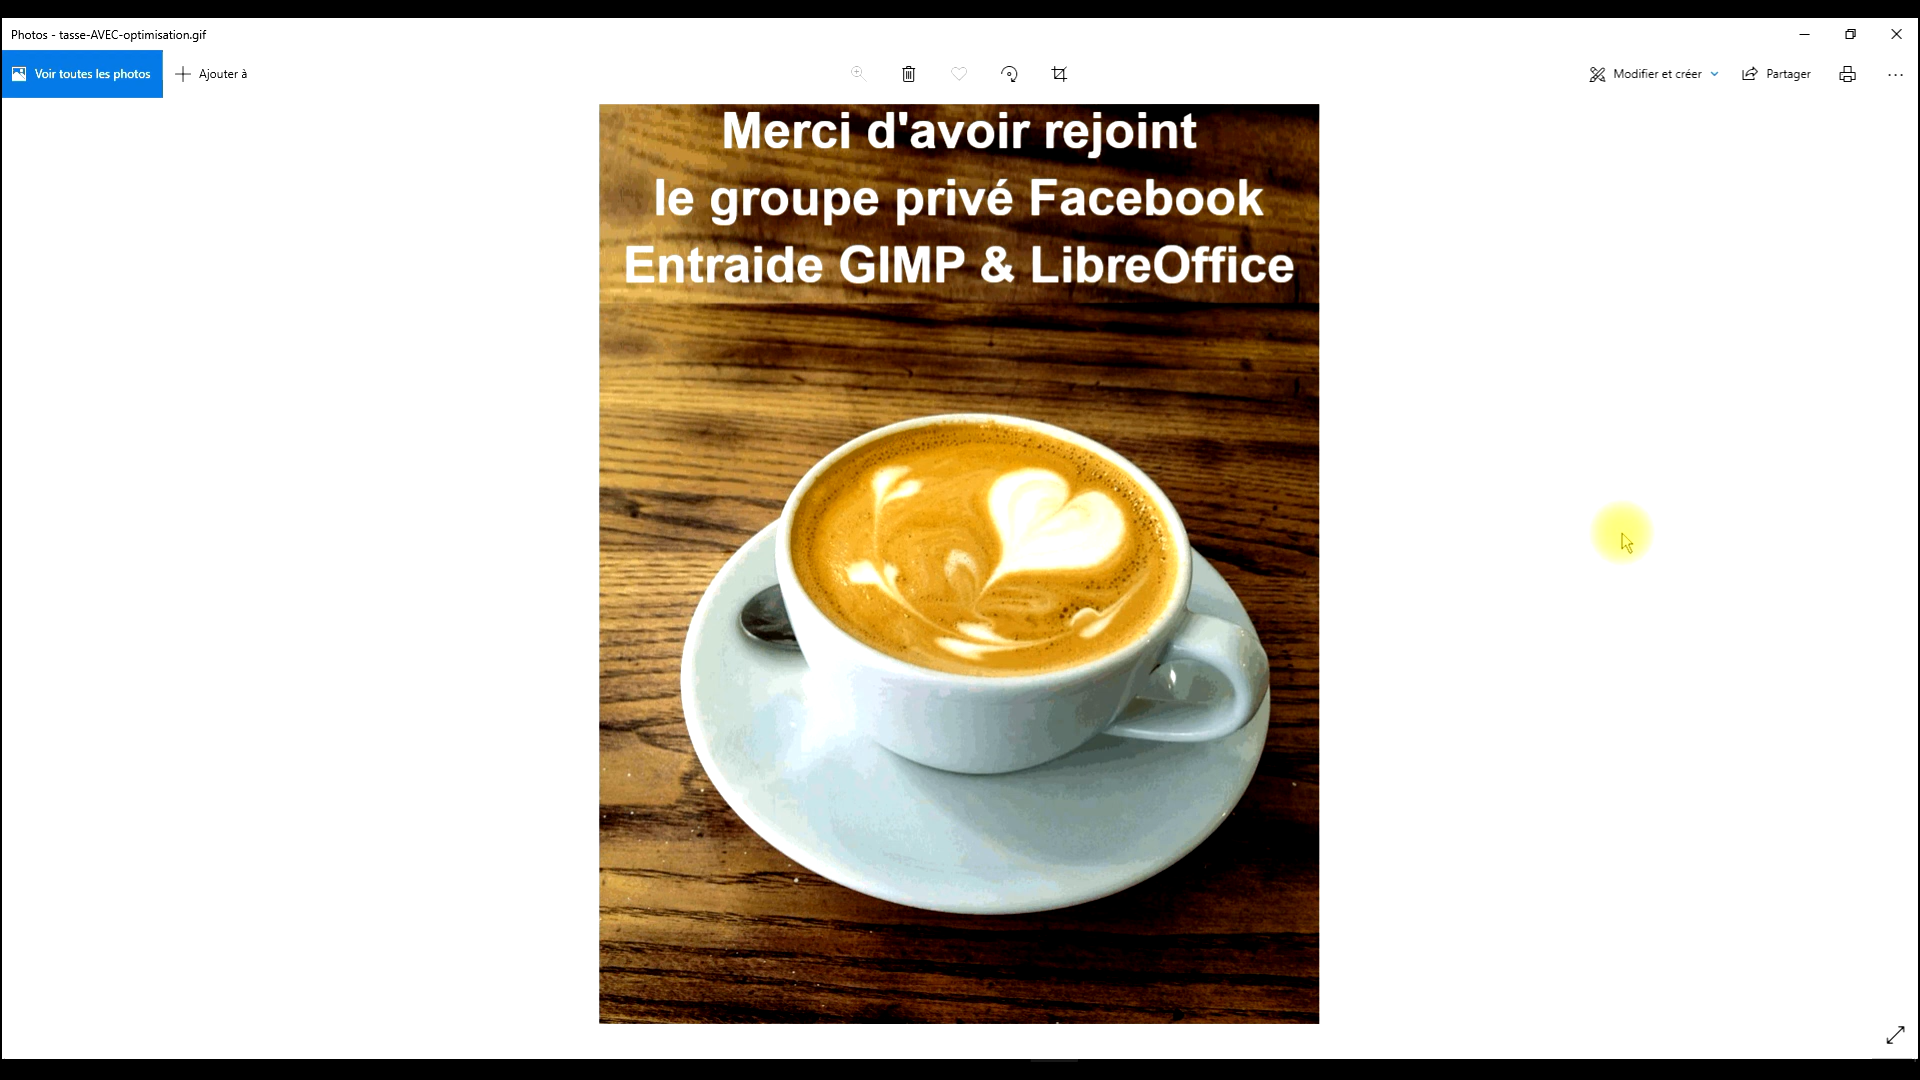 Photos - tasse-AVEC-optimisation.gif
Voir toutes les photos
Ajouter à
Modifier et créer
Partager
Merci d'avoir rejoint
le groupe privé Facebook
Entraide GIMP & LibreOffice